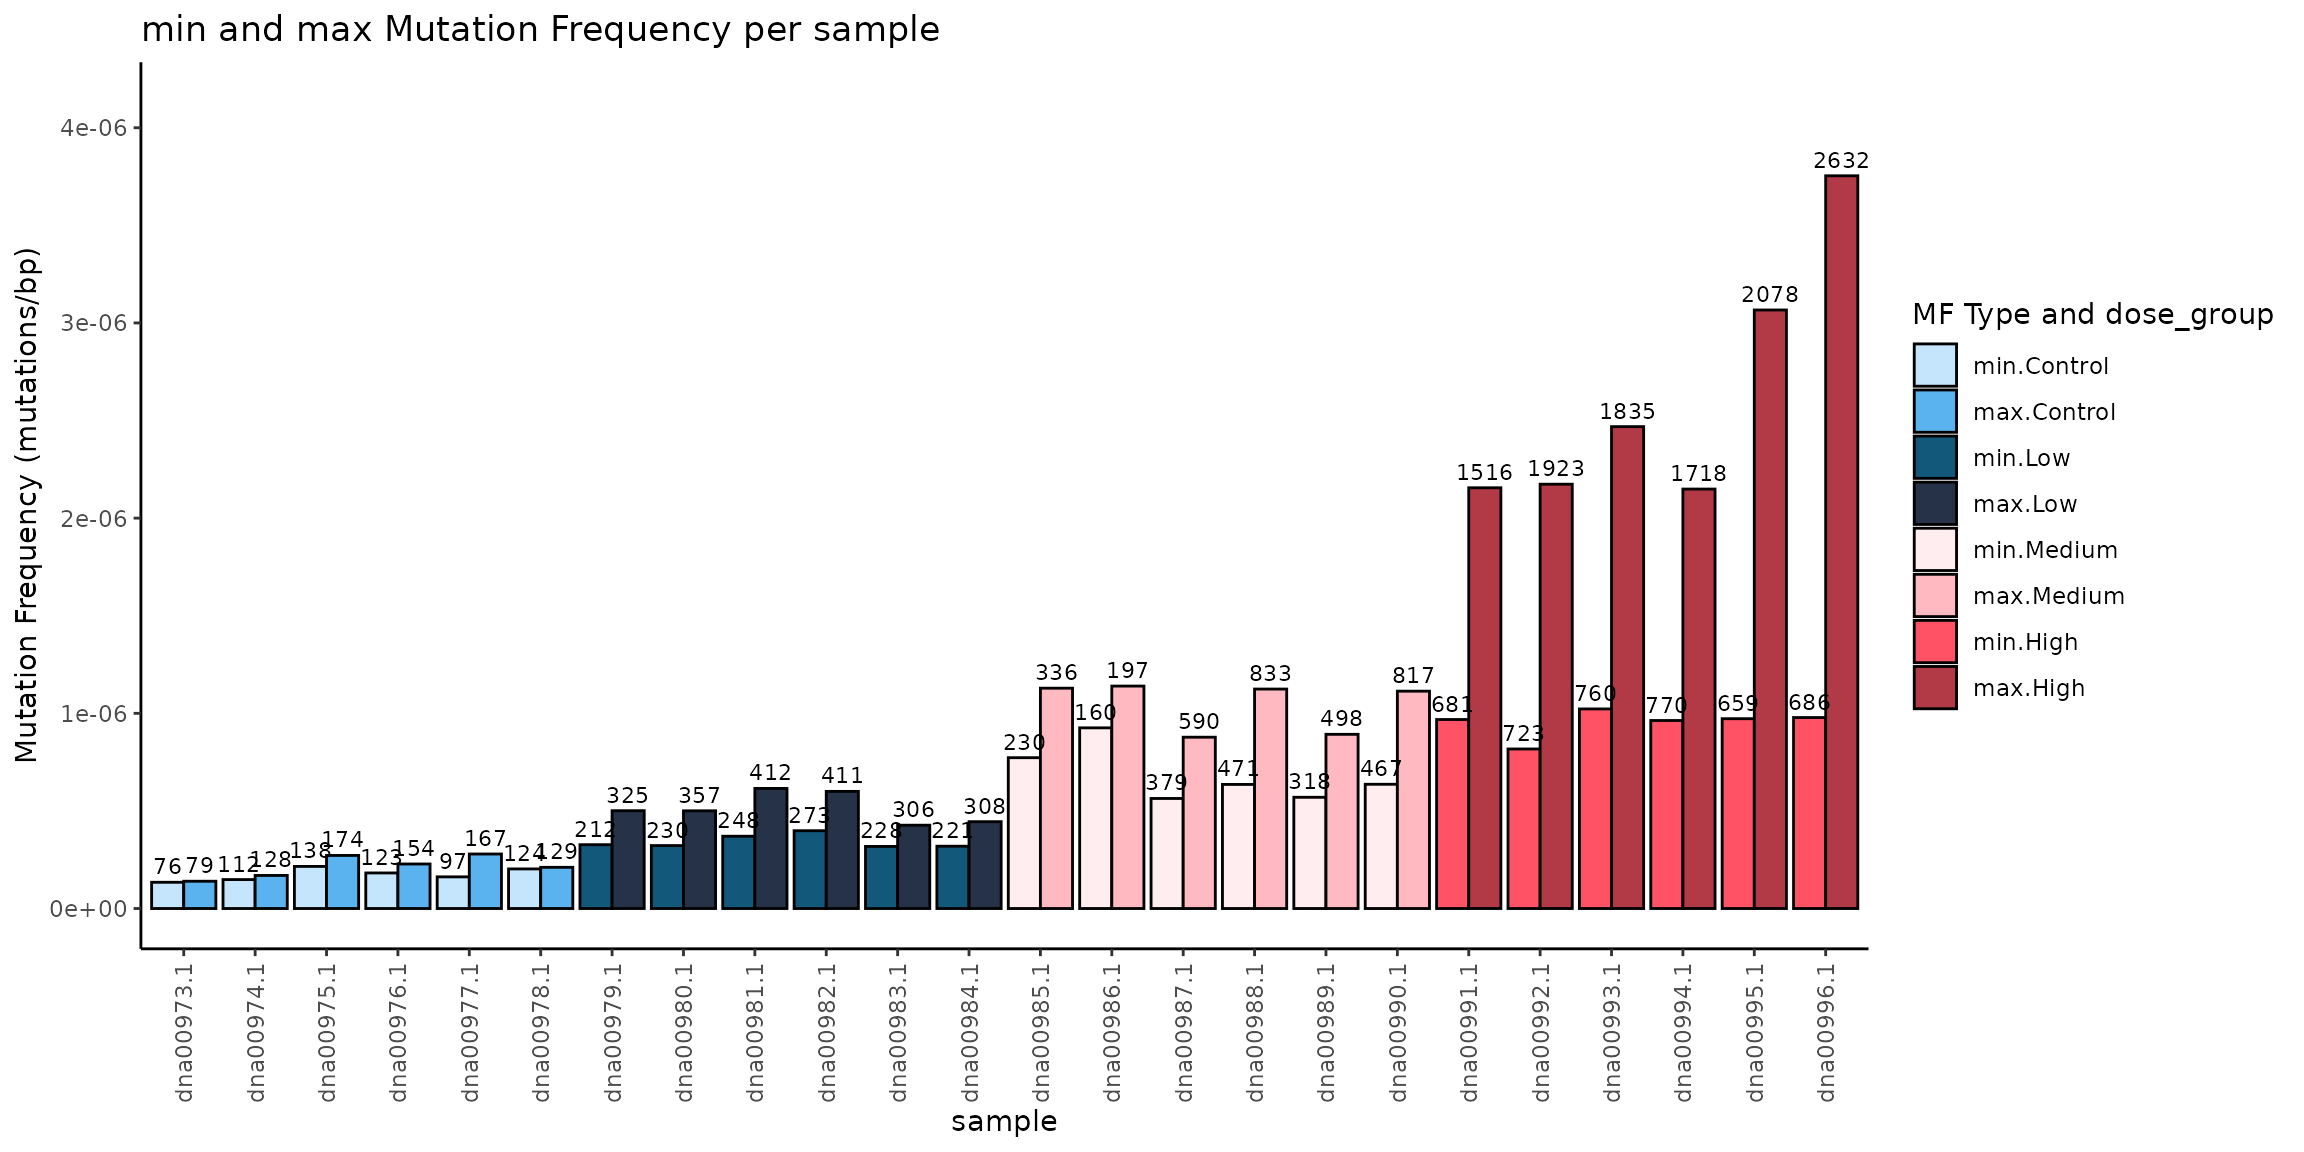 min and max Mutation Frequency per sample
Mutation Frequency (mutations/bp)
4e-06
3e-06
2e-06
1e-06
0e+00
76 79 112 128 138 174 123 154 97 167 124 129 212 325 230 357 248 412 273 411 228 306 221 308 230 336 160 197 379 590 471 833 318 498 467 817 681 1516 723 1923 760 1835 770 1718 659 2078 686 2632
dna00973.1
dna00974.1
dna00975.1
dna00976.1
dna00977.1
dna00978.1
dna00979.1
dna00980.1
dna00981.1
dna00982.1
dna00983.1
dna00984.1
dna00985.1
dna00986.1
dna00987.1
dna00988.1
dna00989.1
dna00990.1
dna00991.1
dna00992.1
dna00993.1
dna00994.1
dna00995.1
dna00996.1
sample
MF Type and dose_group
min.Control
max.Control
min.Low
max.Low
min.Medium
max.Medium
min.High
max.High